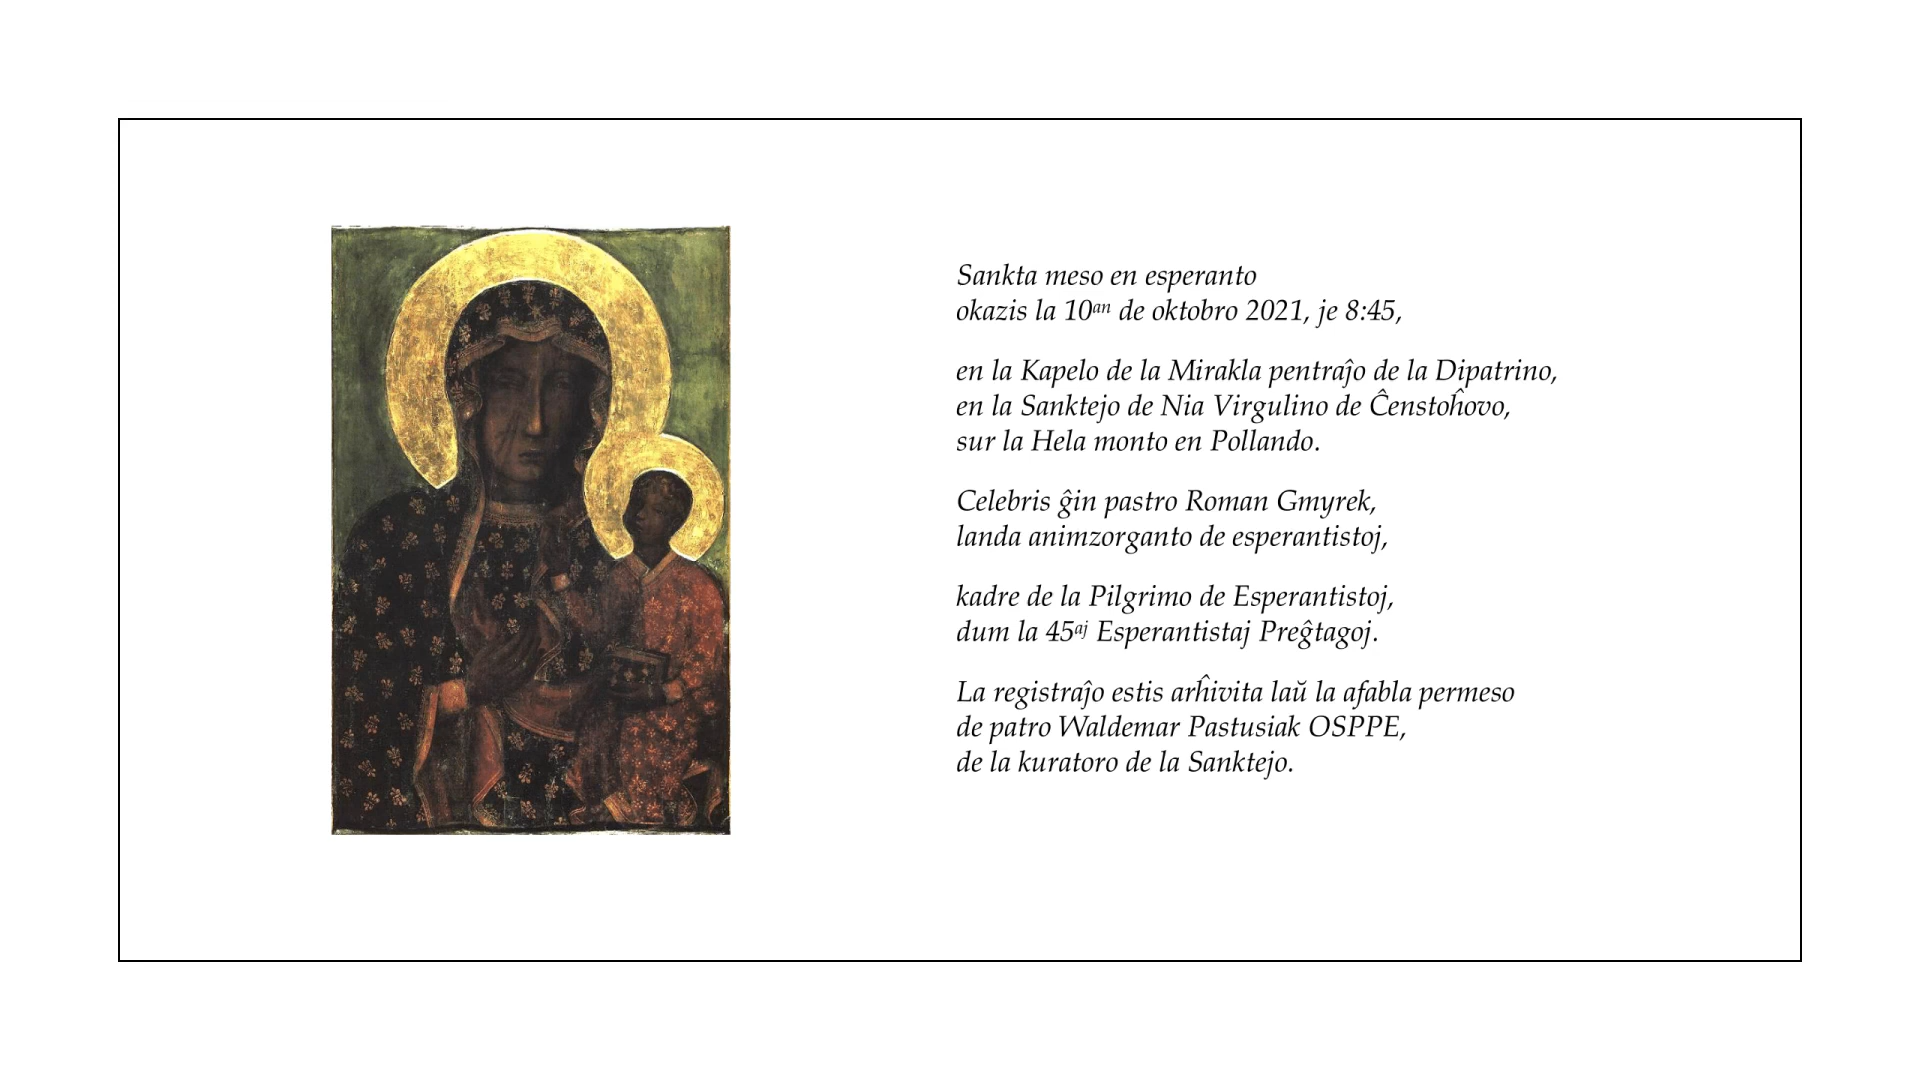 Sankta meso en esperanto
okazis la 10an de oktobro 2021, je 8:45,
en la Kapelo de la Mirakla pentraĵo de la Dipatrino,
en la Sanktejo de Nia Virgulino de Ĉenstoĥovo,
sur la Hela monto en Pollando.
Celebris ĝin pastro Roman Gmyrek,
landa animzorganto de esperantistoj,
kadre de la Pilgrimo de Esperantistoj,
dum la 45aj Esperantistaj Preĝtagoj.
La registraĵo estis arĥivita laŭ la afabla permeso
de patro Waldemar Pastusiak OSPPE,
de la kuratoro de la Sanktejo.